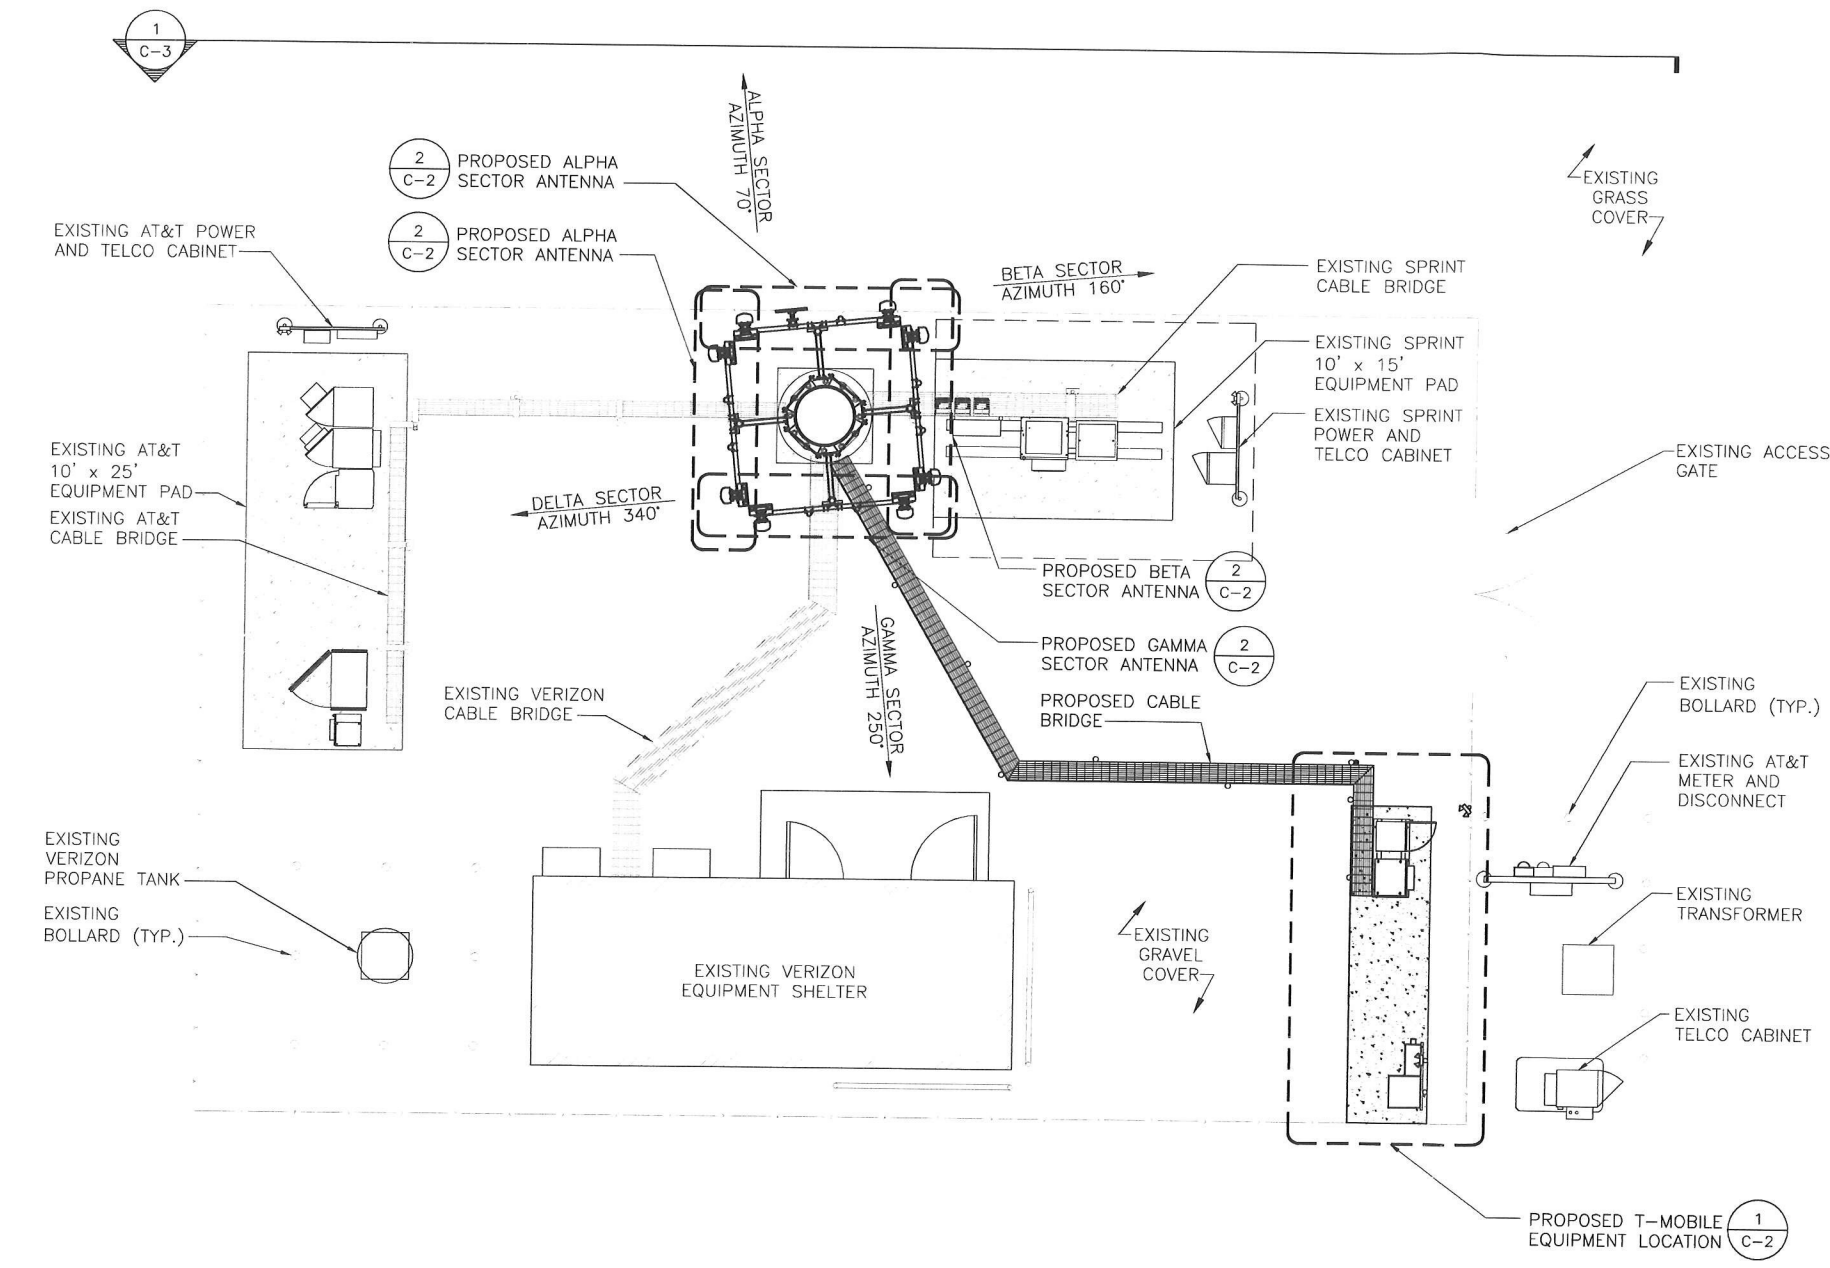 1
C-3
ALPHA SECTOR
AZIMUTH 70°
2
C-2
PROPOSED ALPHA
SECTOR ANTENNA
2
C-2
PROPOSED ALPHA
SECTOR ANTENNA
EXISTING
GRASS
COVER
EXISTING AT&T POWER
AND TELCO CABINET
BETA SECTOR
AZIMUTH 160°
EXISTING SPRINT
CABLE BRIDGE
EXISTING SPRINT
10' x 15'
EQUIPMENT PAD
EXISTING SPRINT
POWER AND
TELCO CABINET
EXISTING ACCESS
GATE
EXISTING AT&T
10' x 25'
EQUIPMENT PAD
EXISTING AT&T
CABLE BRIDGE
DELTA SECTOR
AZIMUTH 340°
PROPOSED BETA
SECTOR ANTENNA
2
C-2
PROPOSED GAMMA
SECTOR ANTENNA
2
C-2
GAMMA SECTOR
AZIMUTH 250°
EXISTING VERIZON
CABLE BRIDGE
PROPOSED CABLE
BRIDGE
EXISTING
BOLLARD (TYP.)
EXISTING AT&T
METER AND
DISCONNECT
EXISTING
VERIZON
PROPANE TANK
EXISTING
BOLLARD (TYP.)
EXISTING
TRANSFORMER
EXISTING
GRAVEL
COVER
EXISTING VERIZON
EQUIPMENT SHELTER
EXISTING
TELCO CABINET
PROPOSED T-MOBILE
EQUIPMENT LOCATION
1
C-2